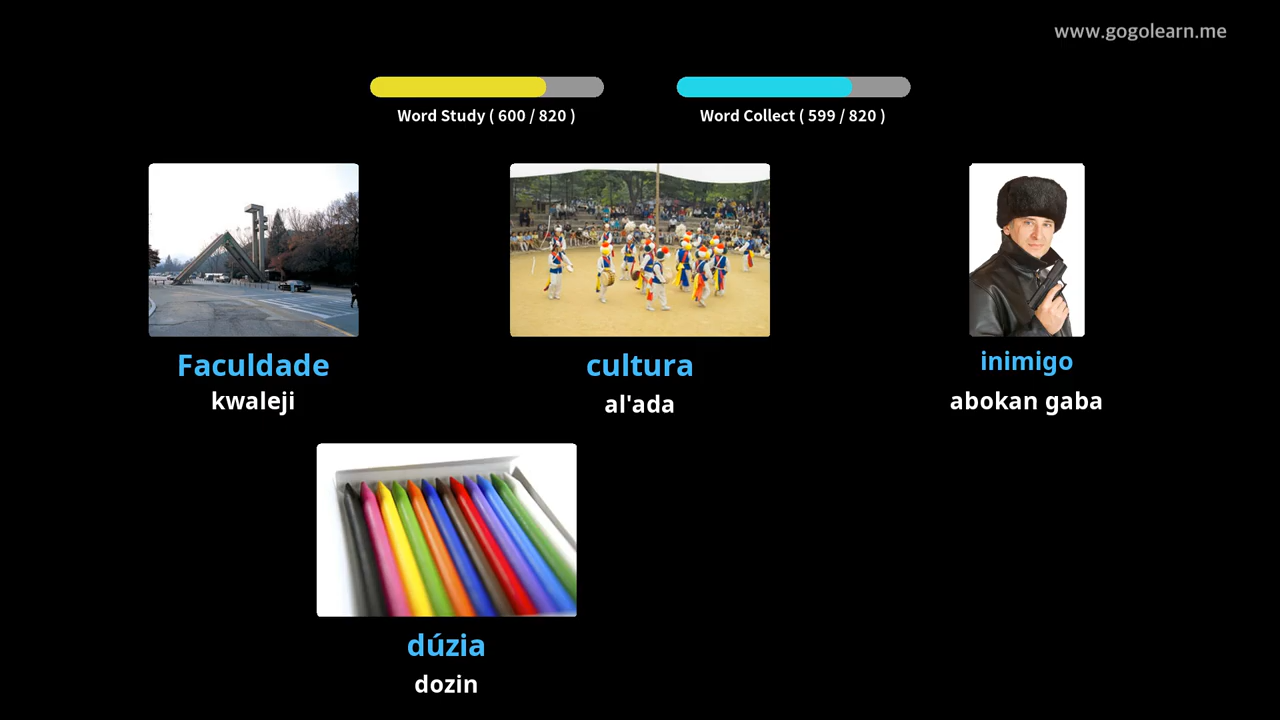 www.gogolearn.me
Word Study ( 600 / 820 )
Word Collect ( 599 / 820 )
Faculdade
kwaleji
cultura
al'ada
inimigo
abokan gaba
dúzia
dozin